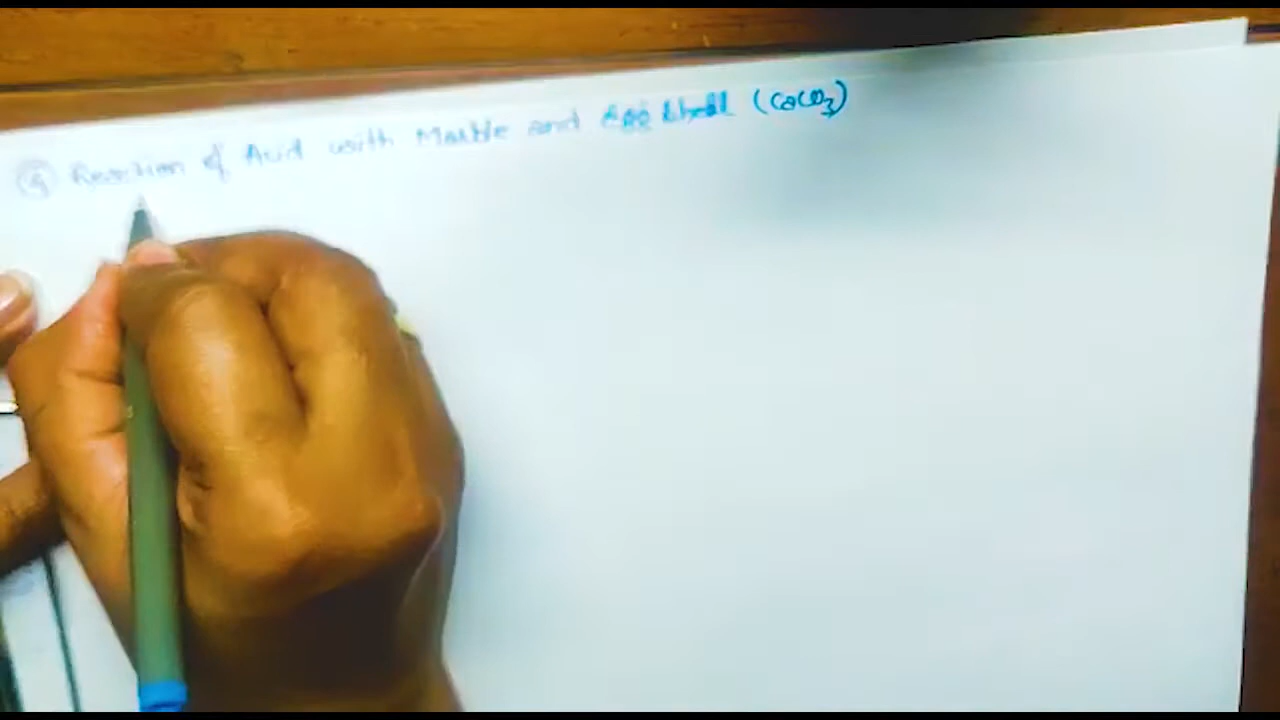 ④ Reaction of Acid with Marble and Egg shell (CaCO₃)